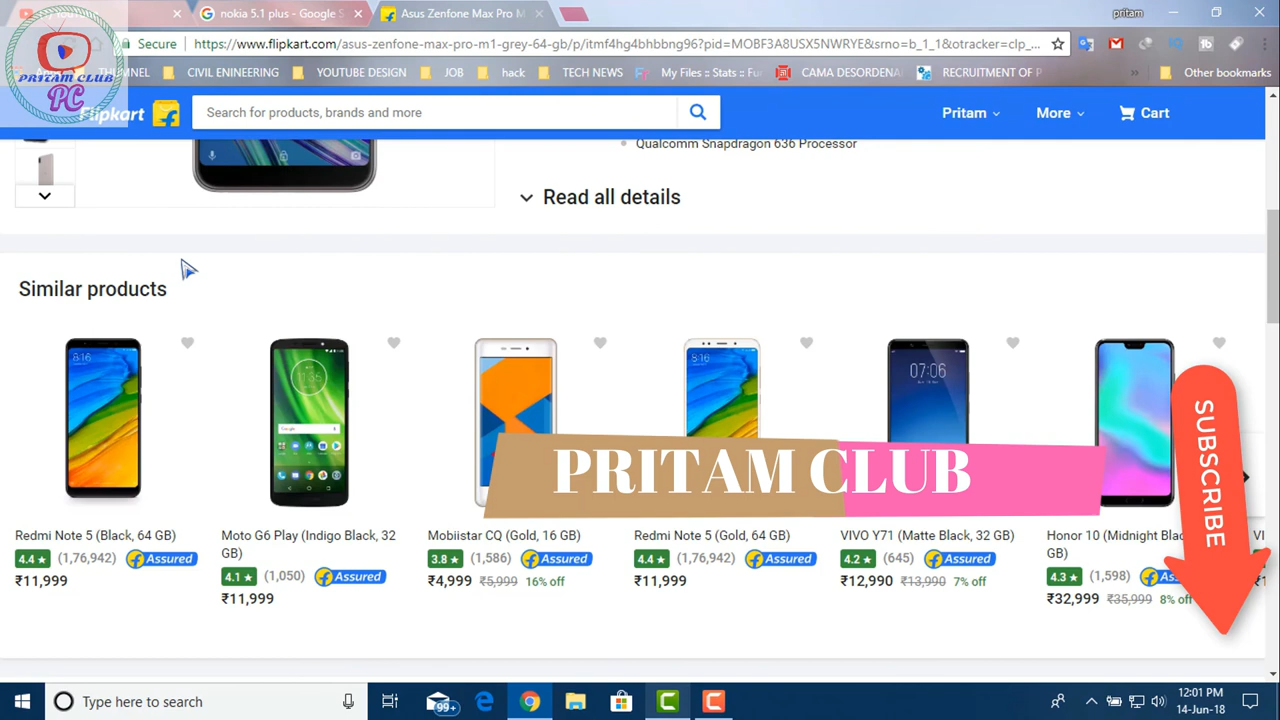 nokia 5.1 plus - Google S
Asus Zenfone Max Pro M
pritam
Secure
https://www.flipkart.com/asus-zenfone-max-pro-m1-grey-64-gb/p/itmf4hg4bhbbng96?pid=MOBF3A8USX5NWRYE&srno=b_1_1&otracker=clp_...
CIVIL ENINEERING
YOUTUBE DESIGN
JOB
hack
TECH NEWS
My Files :: Stats :: Fu
CAMA DESORDENA
RECRUITMENT OF P
Other bookmarks
PRITAM CLUB
PC
Flipkart
Search for products, brands and more
Pritam
More
Cart
Qualcomm Snapdragon 636 Processor
Read all details
Similar products
8:16
8:16
07:06
PRITAM CLUB
SUBSCRIBE
Redmi Note 5 (Black, 64 GB)
4.4 ★ (1,76,942) Assured
₹11,999
Moto G6 Play (Indigo Black, 32 GB)
4.1 ★ (1,050) Assured
₹11,999
Mobiistar CQ (Gold, 16 GB)
3.8 ★ (1,586) Assured
₹4,999 ₹5,999 16% off
Redmi Note 5 (Gold, 64 GB)
4.4 ★ (1,76,942) Assured
₹11,999
VIVO Y71 (Matte Black, 32 GB)
4.2 ★ (645) Assured
₹12,990 ₹13,990 7% off
Honor 10 (Midnight Blac
GB)
4.3 ★ (1,598)
₹32,999 ₹35,999 8% off
Type here to search
99+
12:01 PM
14-Jun-18